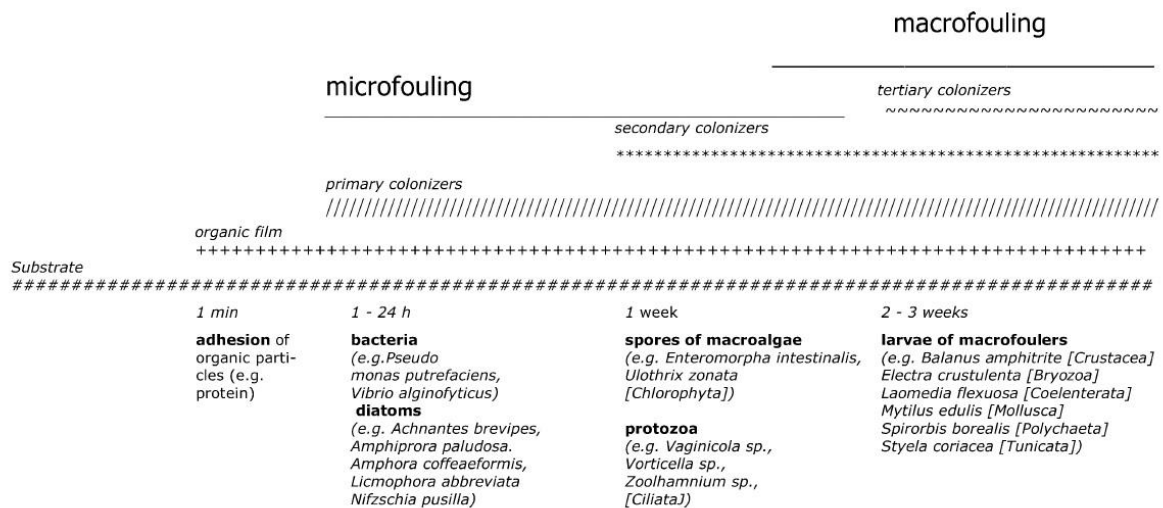 macrofouling
microfouling
tertiary colonizers
~~~~~~~~~~~~~~~~~~~~~~~
secondary colonizers
*********************************************************
primary colonizers
//////////////////////////////////////////////////////////////////////////////////////////////////////////////
organic film
+++++++++++++++++++++++++++++++++++++++++++++++++++++++++++++++++++++++++++++++
Substrate
###############################################################################################
1 min
adhesion of
organic parti-
cles (e.g.
protein)
1 - 24 h
bacteria
(e.g.Pseudo
monas putrefaciens,
Vibrio alginofyticus)
diatoms
(e.g. Achnantes brevipes,
Amphiprora paludosa.
Amphora coffeaeformis,
Licmophora abbreviata
Nifzschia pusilla)
1 week
spores of macroalgae
(e.g. Enteromorpha intestinalis,
Ulothrix zonata
[Chlorophyta])
protozoa
(e.g. Vaginicola sp.,
Vorticella sp.,
Zoolhamnium sp.,
[CiliataJ)
2 - 3 weeks
larvae of macrofoulers
(e.g. Balanus amphitrite [Crustacea]
Electra crustulenta [Bryozoa]
Laomedia flexuosa [Coelenterata]
Mytilus edulis [Mollusca]
Spirorbis borealis [Polychaeta]
Styela coriacea [Tunicata])